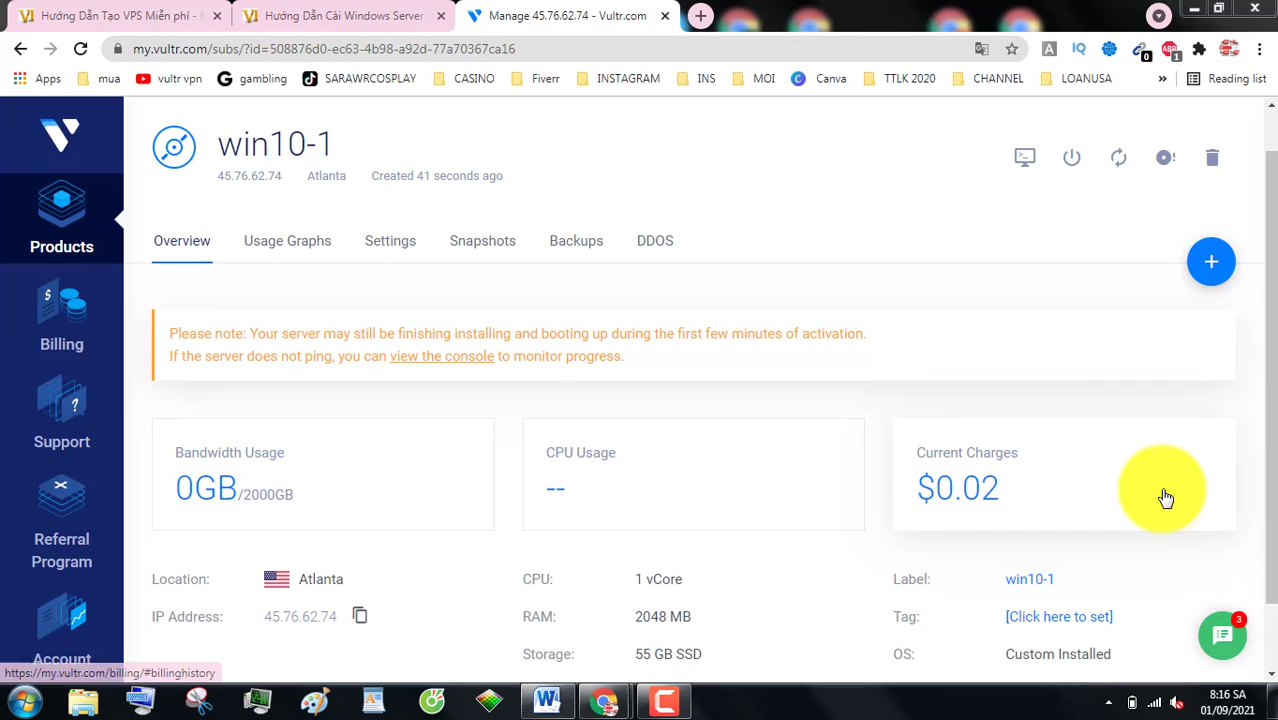 Hướng Dẫn Tạo VPS Miễn phí -
Hướng Dẫn Cài Windows Server
Manage 45.76.62.74 - Vultr.com
my.vultr.com/subs/?id=508876d0-ec63-4b98-a92d-77a70367ca16
A
IQ
0
ABP
1
Apps
mua
vultr vpn
gambling
SARAWRCOSPLAY
CASINO
Fiverr
INSTAGRAM
INS
MOI
Canva
TTLK 2020
CHANNEL
LOANUSA
»
Reading list
win10-1
45.76.62.74 Atlanta Created 41 seconds ago
Products
Billing
Support
Referral
Program
Account
Overview
Usage Graphs
Settings
Snapshots
Backups
DDOS
Please note: Your server may still be finishing installing and booting up during the first few minutes of activation.
If the server does not ping, you can view the console to monitor progress.
Bandwidth Usage
0GB/2000GB
CPU Usage
--
Current Charges
$0.02
Location: Atlanta
IP Address: 45.76.62.74
CPU: 1 vCore
RAM: 2048 MB
Storage: 55 GB SSD
Label: win10-1
Tag: [Click here to set]
OS: Custom Installed
3
https://my.vultr.com/billing/#billinghistory
8:16 SA
01/09/2021